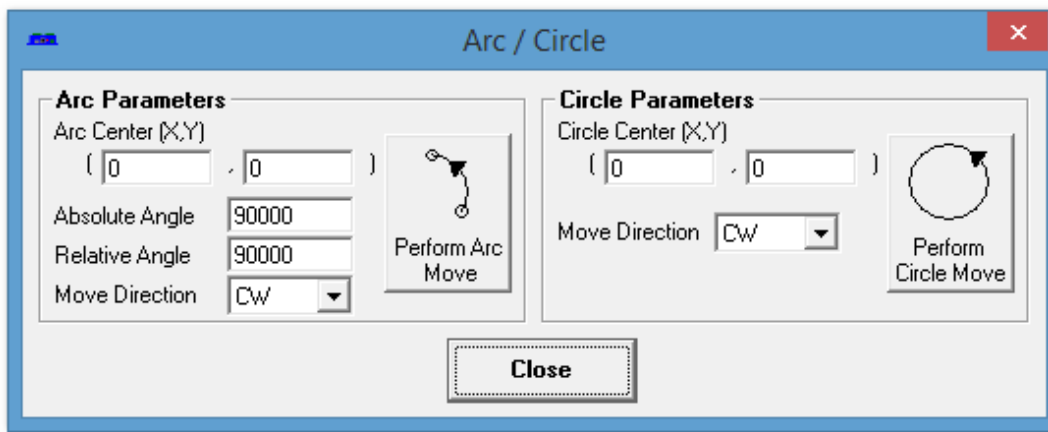 Arc / Circle
Arc Parameters
Arc Center (X,Y)
( 0 , 0 )
Absolute Angle 90000
Relative Angle 90000
Move Direction CW
Perform Arc
Move
Circle Parameters
Circle Center (X,Y)
( 0 , 0 )
Move Direction CW
Perform
Circle Move
Close